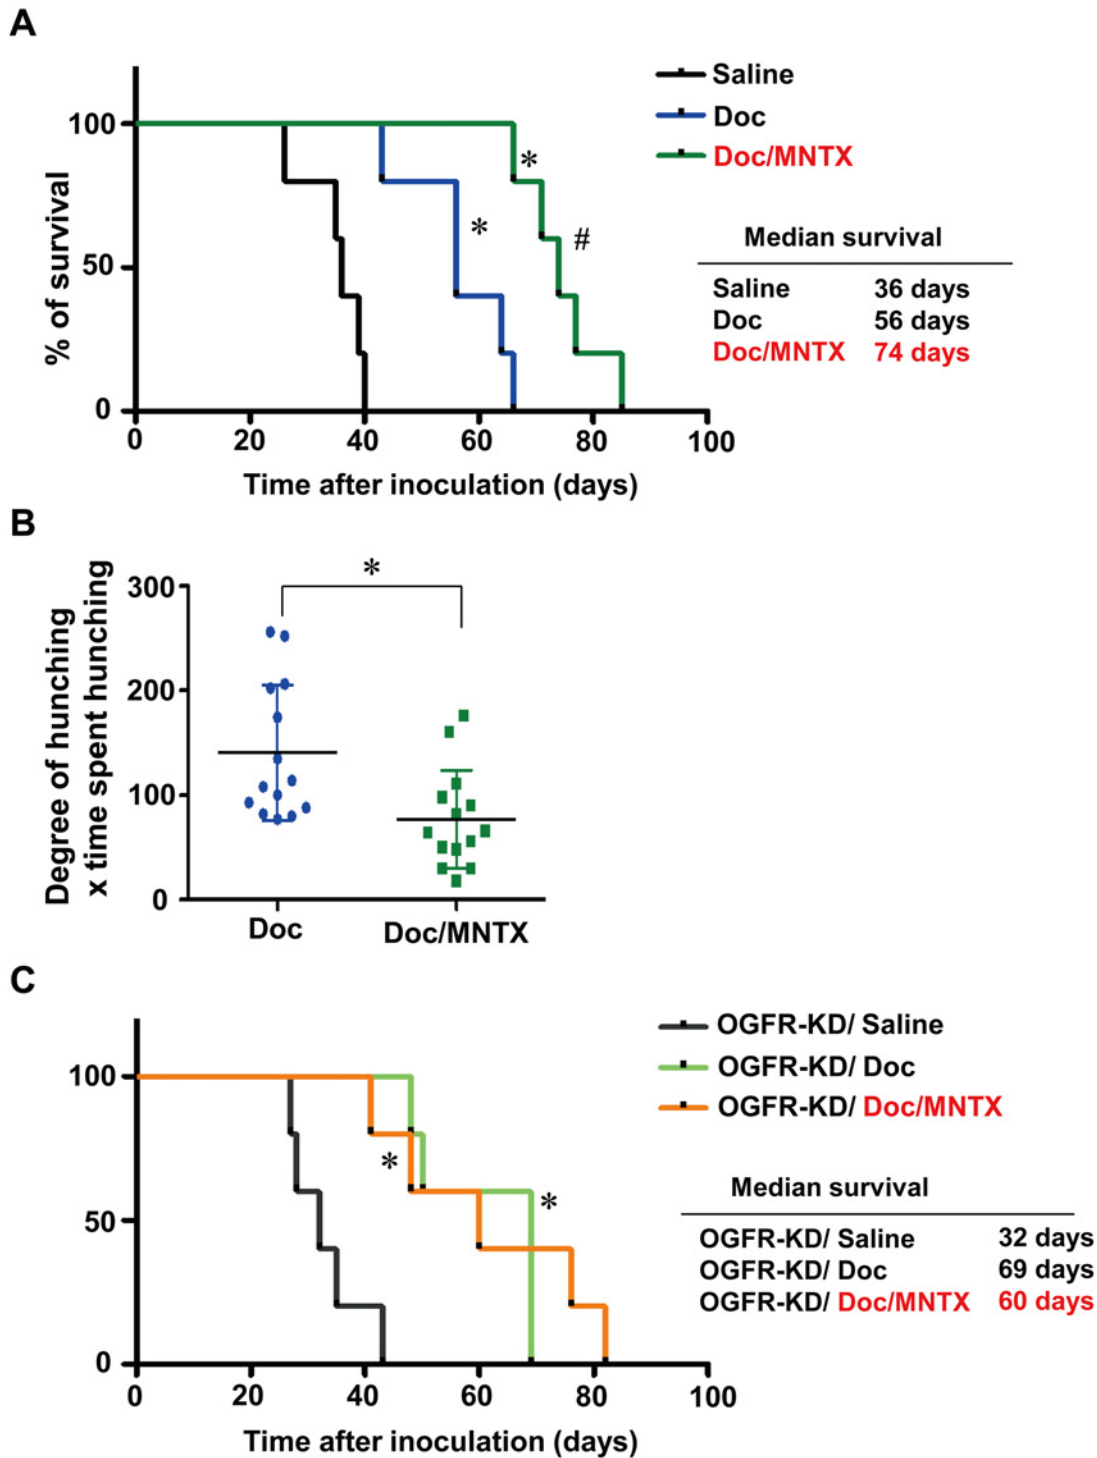 A
Saline
Doc
Doc/MNTX
100
50
0
% of survival
*
*
#
Median survival
Saline 36 days
Doc 56 days
Doc/MNTX 74 days
0 20 40 60 80 100
Time after inoculation (days)
B
Degree of hunching
x time spent hunching
300
200
100
0
*
Doc Doc/MNTX
C
OGFR-KD/ Saline
OGFR-KD/ Doc
OGFR-KD/ Doc/MNTX
100
50
0
*
*
Median survival
OGFR-KD/ Saline 32 days
OGFR-KD/ Doc 69 days
OGFR-KD/ Doc/MNTX 60 days
0 20 40 60 80 100
Time after inoculation (days)